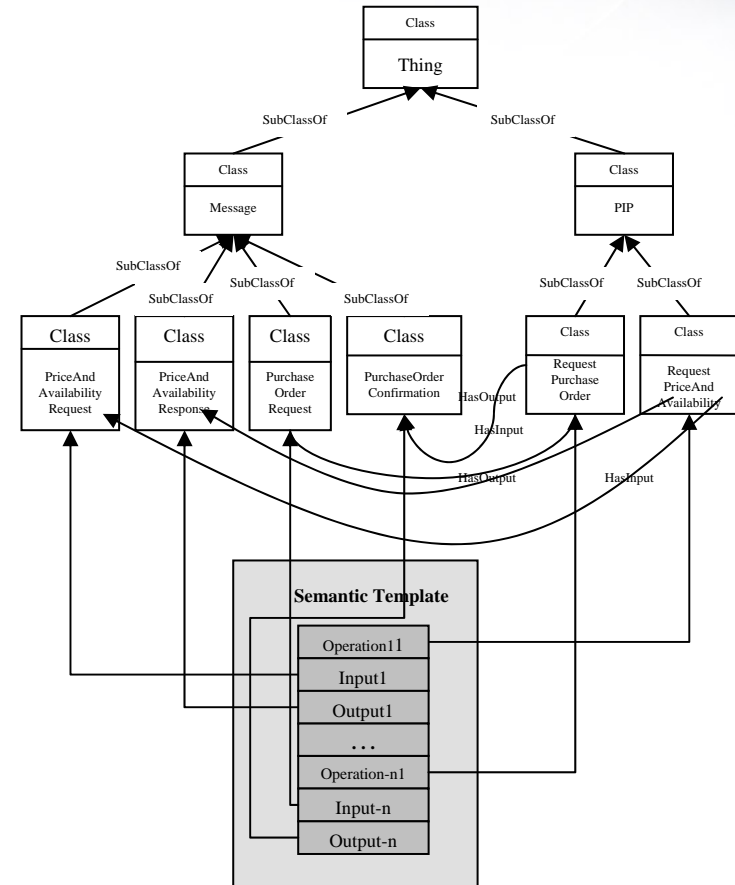 Class
Thing
SubClassOf
SubClassOf
Class
Message
Class
PIP
SubClassOf
SubClassOf
SubClassOf
SubClassOf
SubClassOf
SubClassOf
Class
PriceAnd
Availability
Request
Class
PriceAnd
Availability
Response
Class
Purchase
Order
Request
Class
PurchaseOrder
Confirmation
Class
Request
Purchase
Order
Class
Request
PriceAnd
Availability
HasOutput
HasInput
HasOutput
HasInput
Semantic Template
Operation11
Input1
Output1
...
Operation-n1
Input-n
Output-n